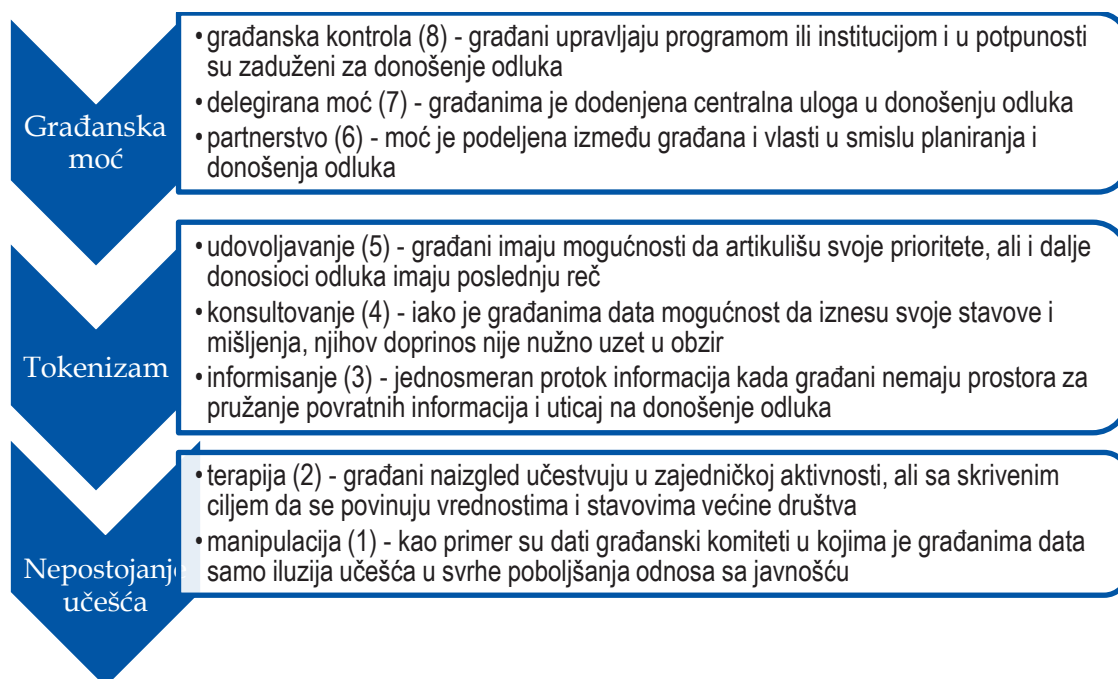 Građanska
moć
• građanska kontrola (8) - građani upravljaju programom ili institucijom i u potpunosti
su zaduženi za donošenje odluka
• delegirana moć (7) - građanima je dodenjena centralna uloga u donošenju odluka
• partnerstvo (6) - moć je podeljena između građana i vlasti u smislu planiranja i
donošenja odluka
Tokenizam
• udovoljavanje (5) - građani imaju mogućnosti da artikulišu svoje prioritete, ali i dalje
donosioci odluka imaju poslednju reč
• konsultovanje (4) - iako je građanima data mogućnost da iznesu svoje stavove i
mišljenja, njihov doprinos nije nužno uzet u obzir
• informisanje (3) - jednosmeran protok informacija kada građani nemaju prostora za
pružanje povratnih informacija i uticaj na donošenje odluka
Nepostojanje
učešća
• terapija (2) - građani naizgled učestvuju u zajedničkoj aktivnosti, ali sa skrivenim
ciljem da se povinuju vrednostima i stavovima većine društva
• manipulacija (1) - kao primer su dati građanski komiteti u kojima je građanima data
samo iluzija učešća u svrhe poboljšanja odnosa sa javnošću